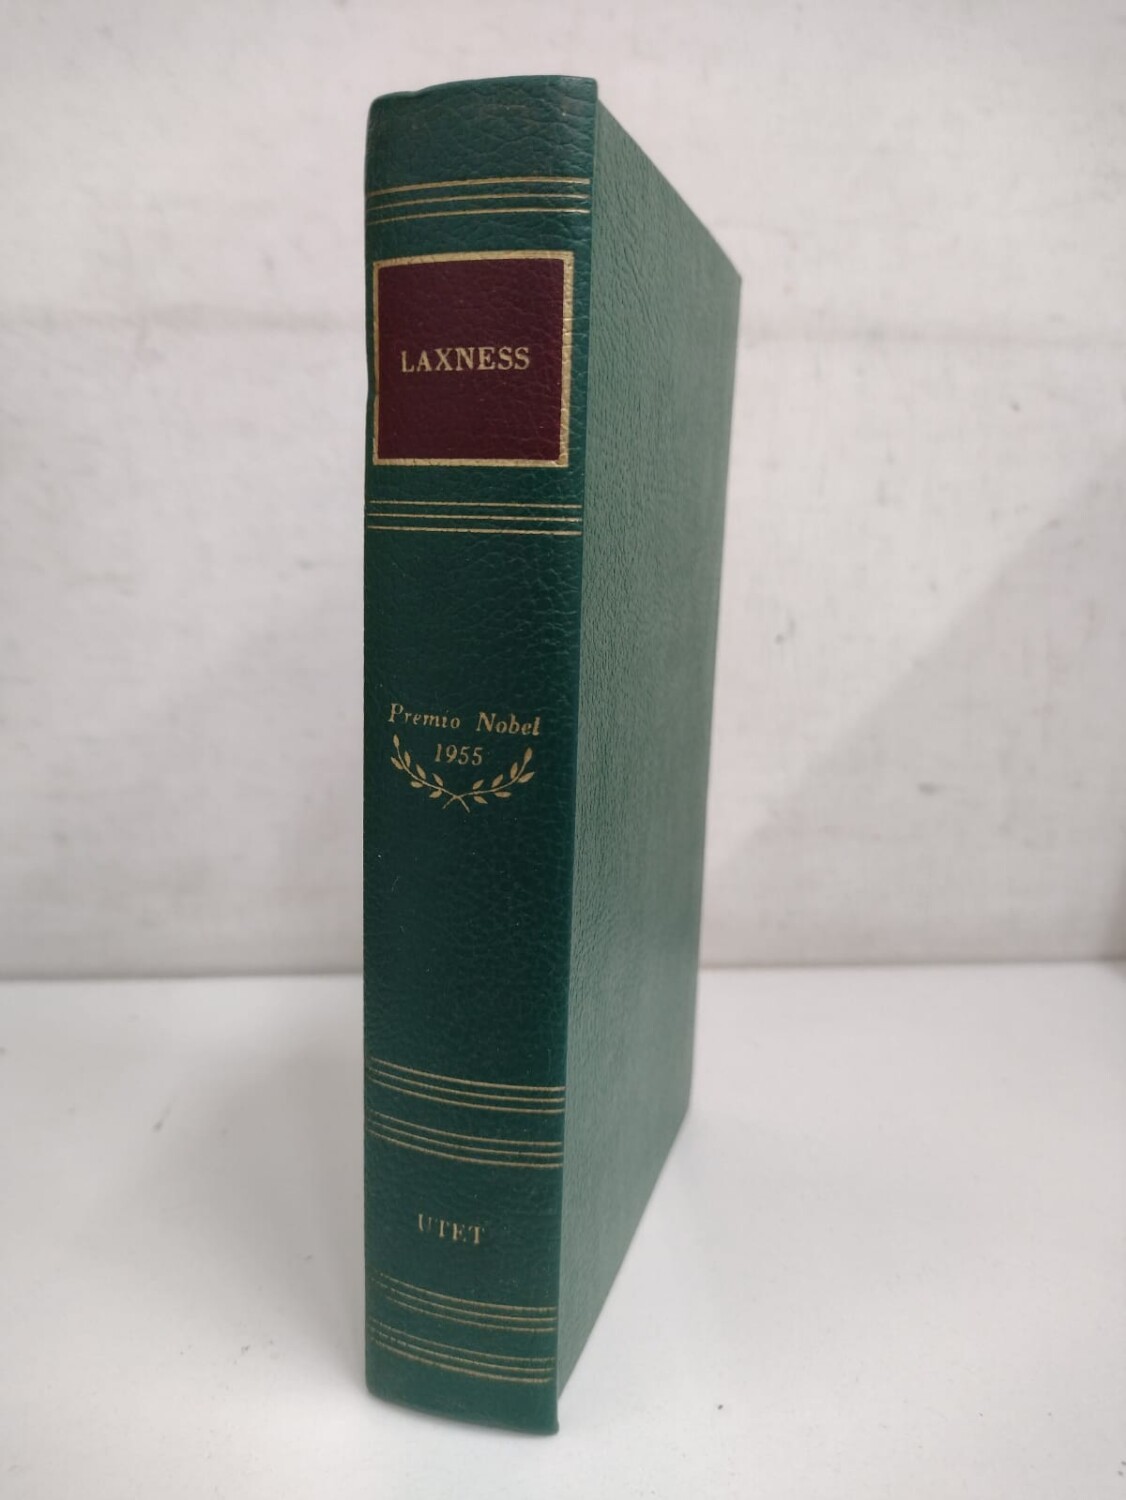 LAXNESS
Premio Nobel
1955
UTET